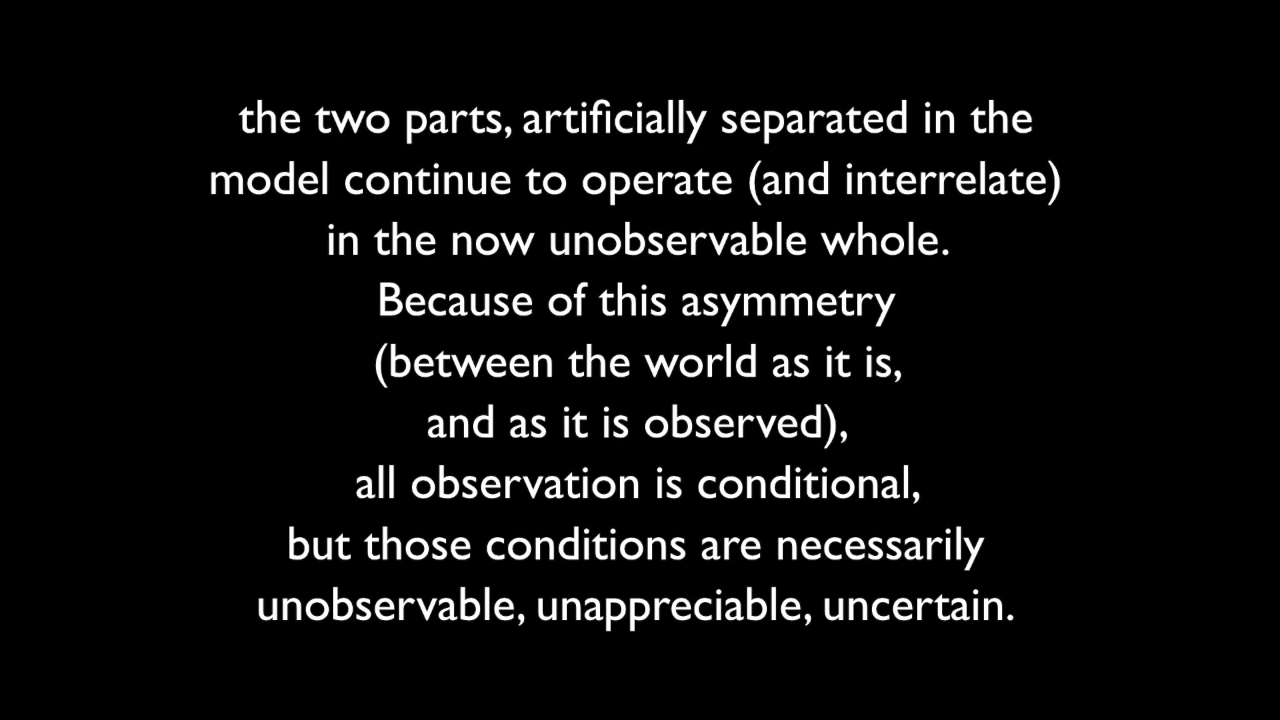 the two parts, artificially separated in the
model continue to operate (and interrelate)
in the now unobservable whole.
Because of this asymmetry
(between the world as it is,
and as it is observed),
all observation is conditional,
but those conditions are necessarily
unobservable, unappreciable, uncertain.